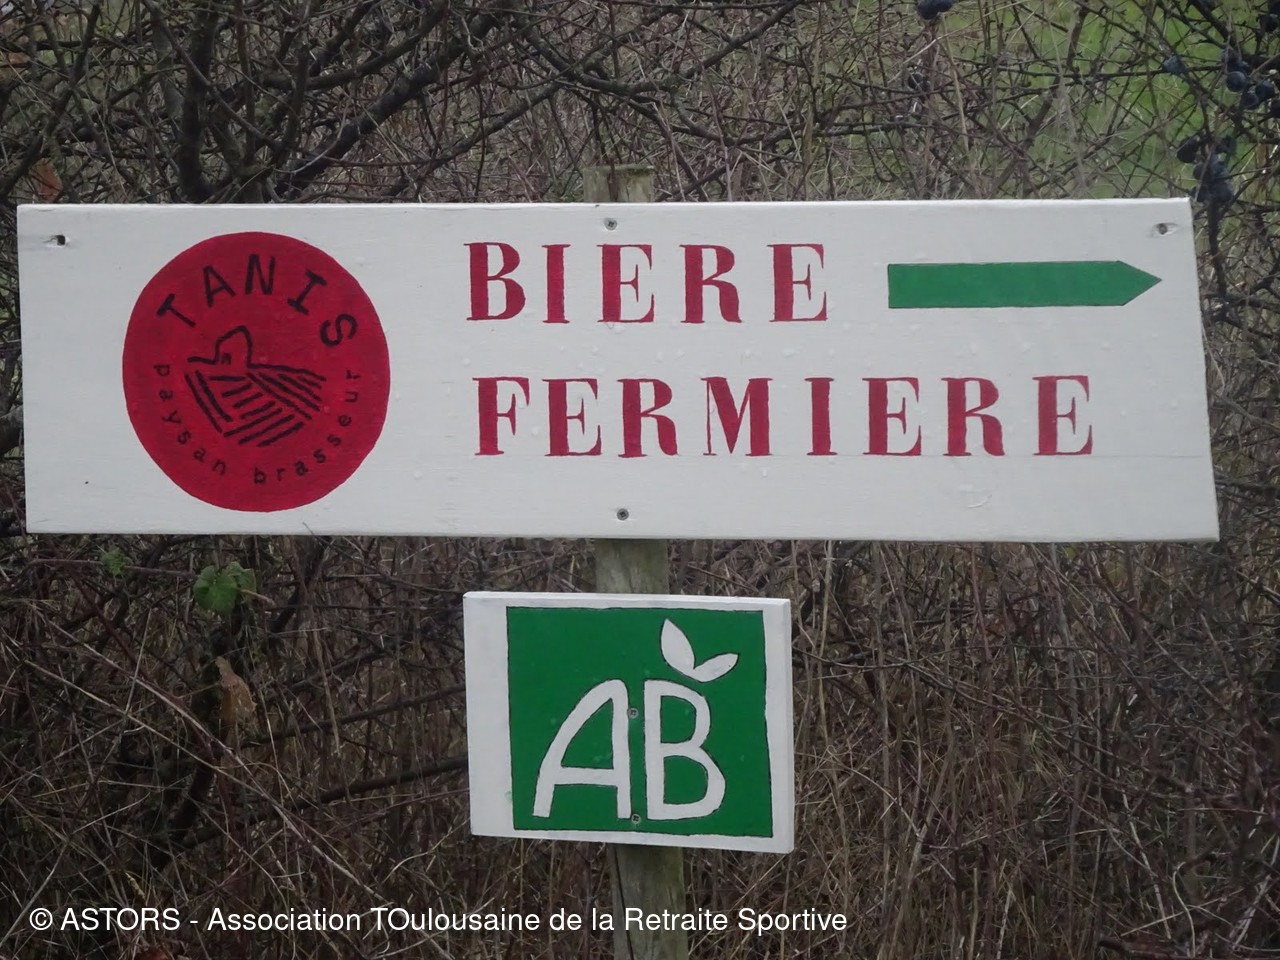 TANIS
paysan brasseur
BIERE
FERMIERE
AB
© ASTORS - Association TOulousaine de la Retraite Sportive